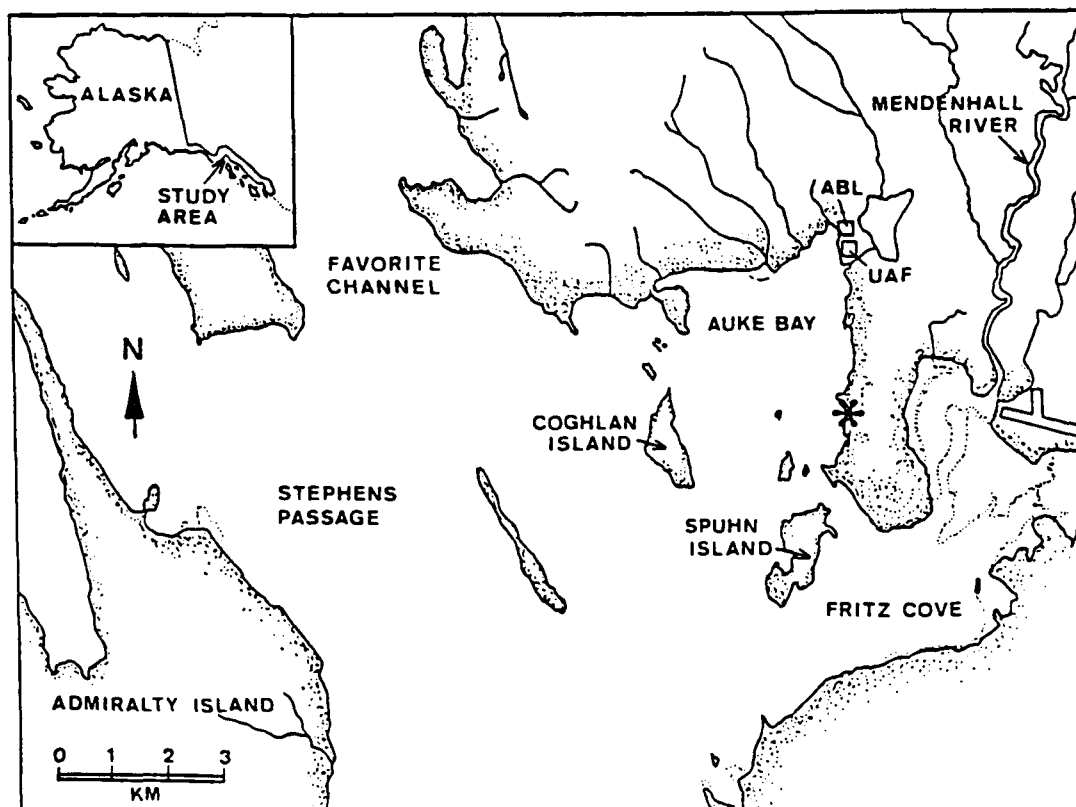 ALASKA
STUDY
AREA
MENDENHALL
RIVER
ABL
UAF
FAVORITE
CHANNEL
AUKE BAY
N
COGHLAN
ISLAND
STEPHENS
PASSAGE
SPUHN
ISLAND
FRITZ COVE
ADMIRALTY ISLAND
0 1 2 3
KM